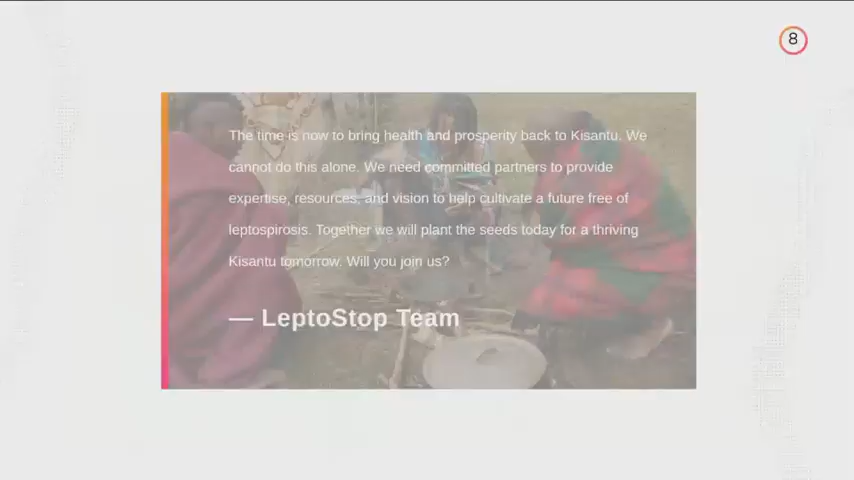 8
The time is now to bring health and prosperity back to Kisantu. We
cannot do this alone. We need committed partners to provide
expertise, resources, and vision to help cultivate a future free of
leptospirosis. Together we will plant the seeds today for a thriving
Kisantu tomorrow. Will you join us?
— LeptoStop Team